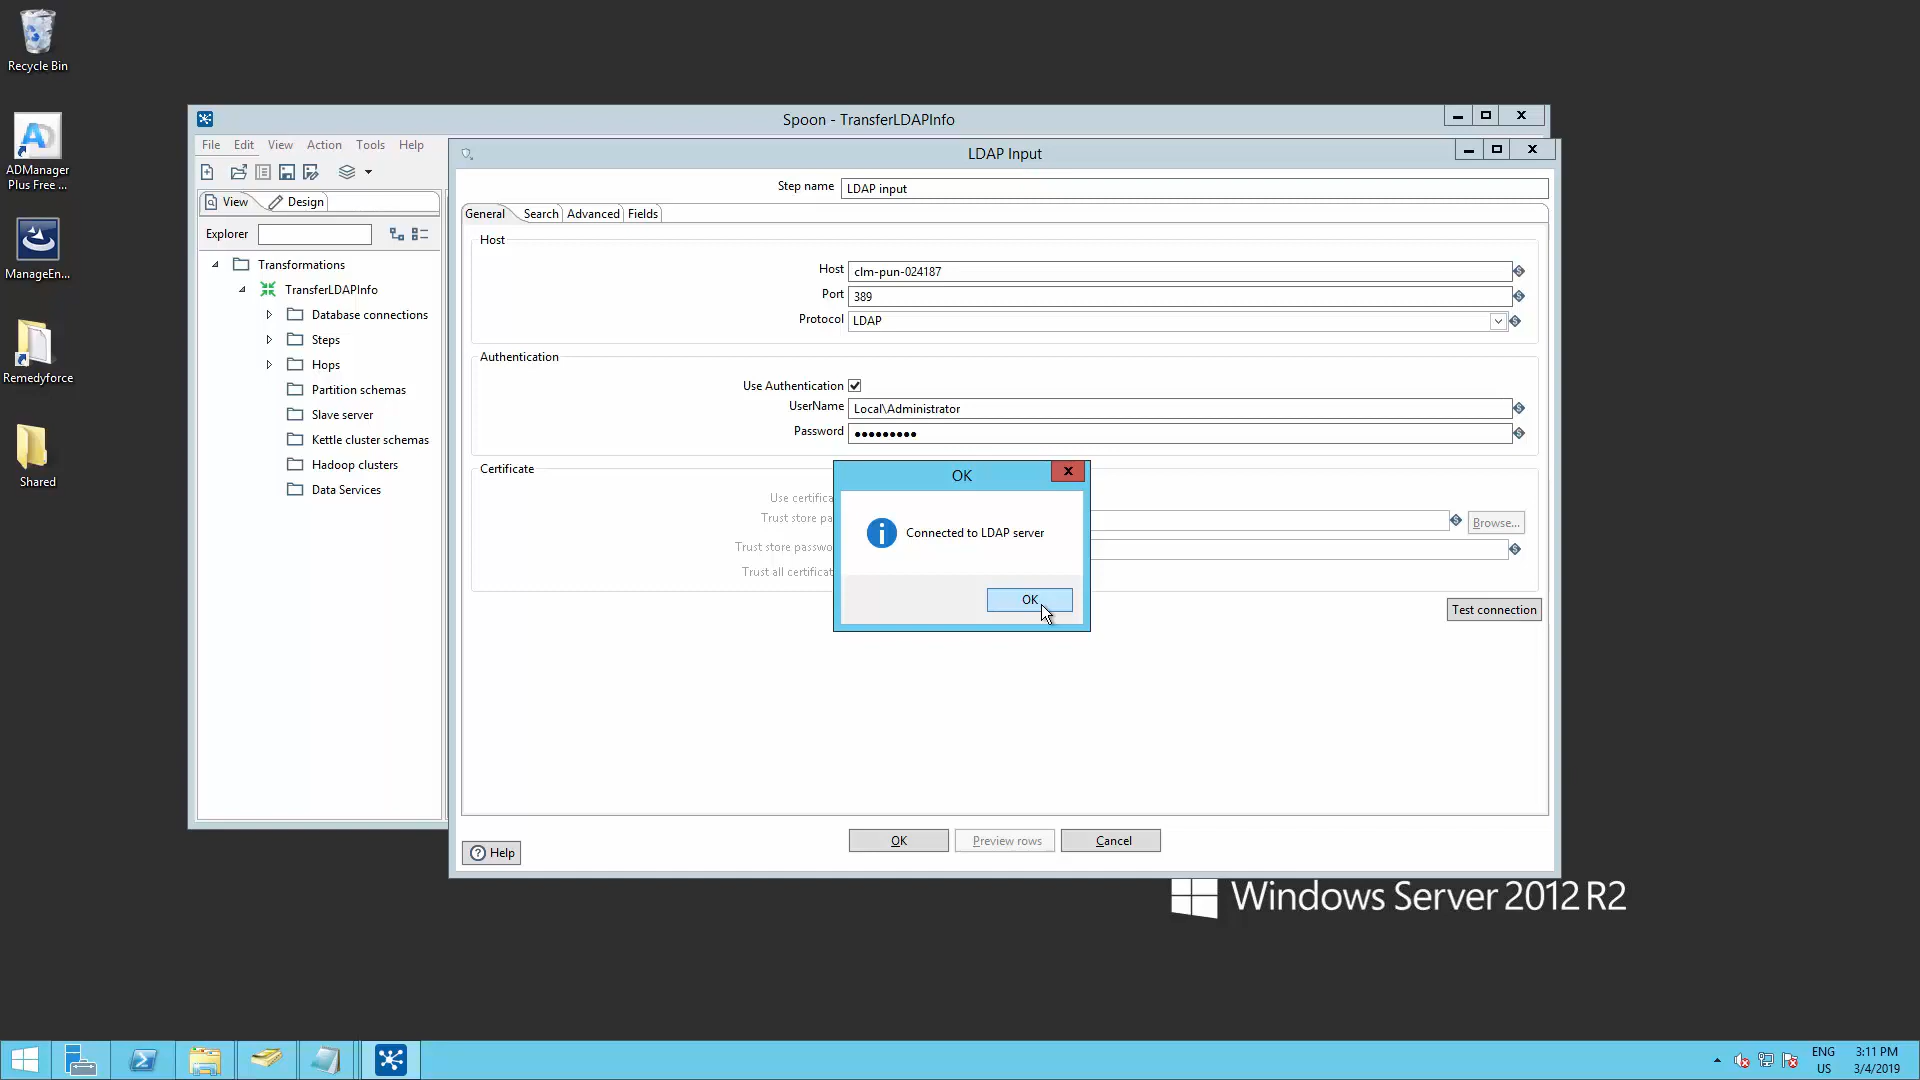 Recycle Bin
ADManager
Plus Free ...
ManageEn...
Remedyforce
Shared
Spoon - TransferLDAPInfo
File Edit View Action Tools Help
View Design
Explorer
Transformations
TransferLDAPInfo
Database connections
Steps
Hops
Partition schemas
Slave server
Kettle cluster schemas
Hadoop clusters
Data Services
LDAP Input
Step name LDAP input
General Search Advanced Fields
Host
Host clm-pun-024187
Port 389
Protocol LDAP
Authentication
Use Authentication
UserName Local\Administrator
Password ●●●●●●●●●
Certificate
Use certifica
Trust store pa
Browse...
Trust store passwo
Trust all certificat
Test connection
OK
Connected to LDAP server
OK
OK Preview rows Cancel
Help
Windows Server 2012 R2
ENG
US
3:11 PM
3/4/2019